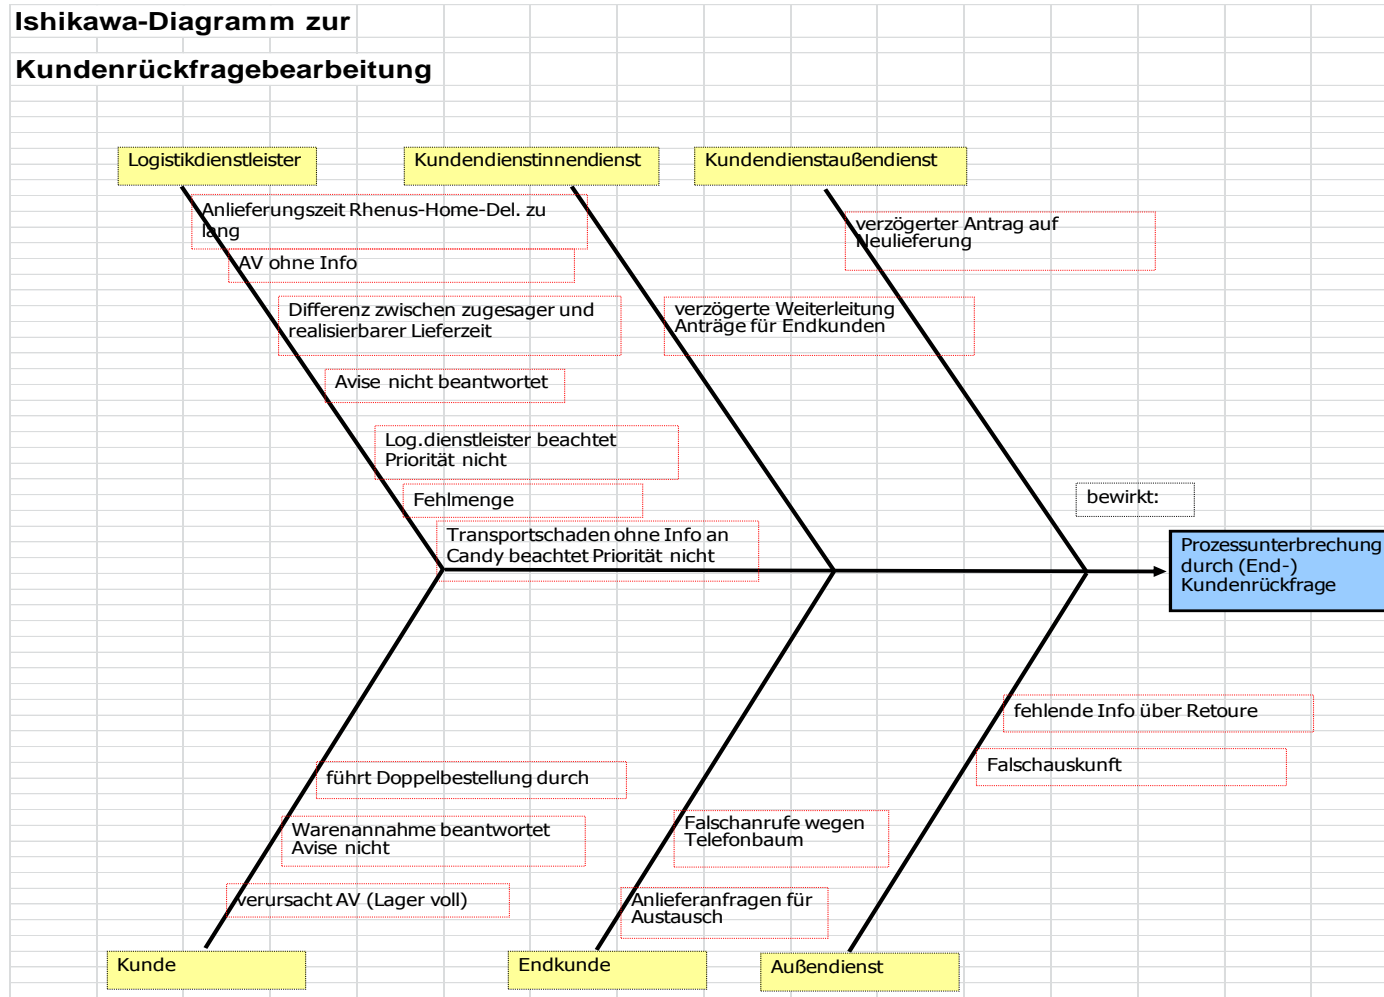 Ishikawa-Diagramm zur
Kundenrückfragebearbeitung
Logistikdienstleister
Kundendienstinnendienst
Kundendienstaußendienst
Anlieferungszeit Rhenus-Home-Del. zu
lang
AV ohne Info
Differenz zwischen zugesager und
realisierbarer Lieferzeit
Avise nicht beantwortet
Log.dienstleister beachtet
Priorität nicht
Fehlmenge
Transportschaden ohne Info an
Candy beachtet Priorität nicht
verzögerte Weiterleitung
Anträge für Endkunden
verzögerter Antrag auf
Neulieferung
bewirkt:
Prozessunterbrechung
durch (End-)
Kundenrückfrage
führt Doppelbestellung durch
Warenannahme beantwortet
Avise nicht
verursacht AV (Lager voll)
Falschanrufe wegen
Telefonbaum
Anlieferanfragen für
Austausch
fehlende Info über Retoure
Falschauskunft
Kunde
Endkunde
Außendienst